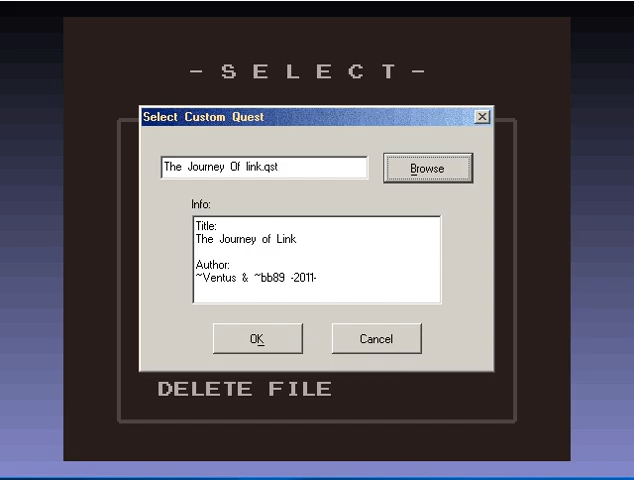 - S E L E C T -
Select Custom Quest
The Journey Of link.qst
Browse
Info:
Title:
The Journey of Link
Author:
~Ventus & ~bb89 -2011-
OK
Cancel
DELETE FILE